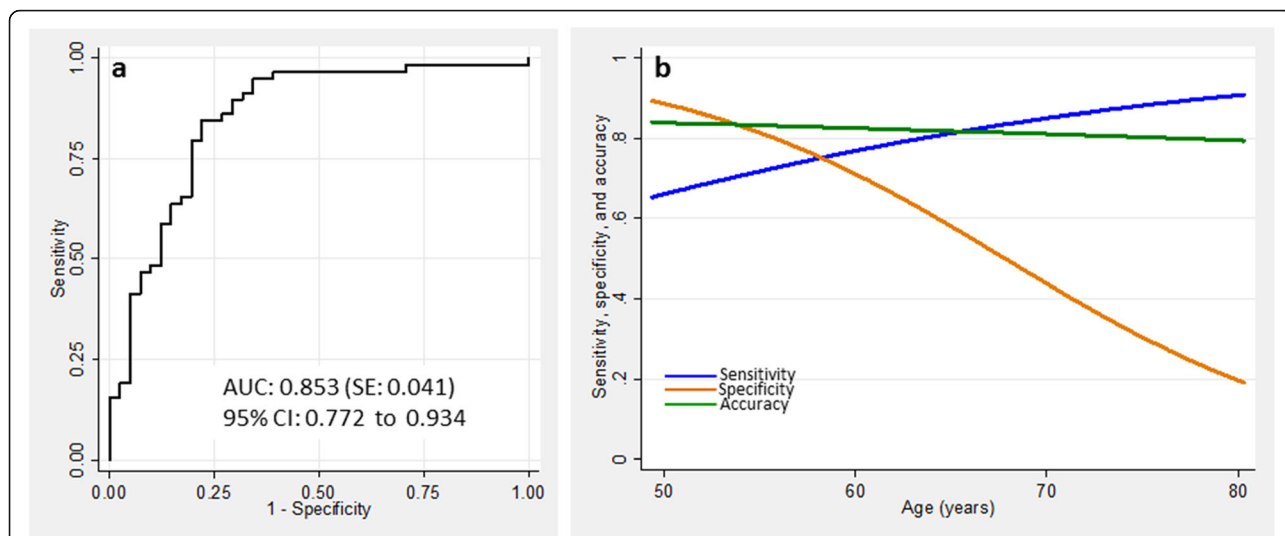 a
Sensitivity
1.00
0.75
0.50
0.25
0.00
AUC: 0.853 (SE: 0.041)
95% CI: 0.772 to 0.934
0.00 0.25 0.50 0.75 1.00
1 - Specificity
b
Sensitivity, specificity, and accuracy
1
.8
.6
.4
.2
0
Sensitivity
Specificity
Accuracy
50 60 70 80
Age (years)